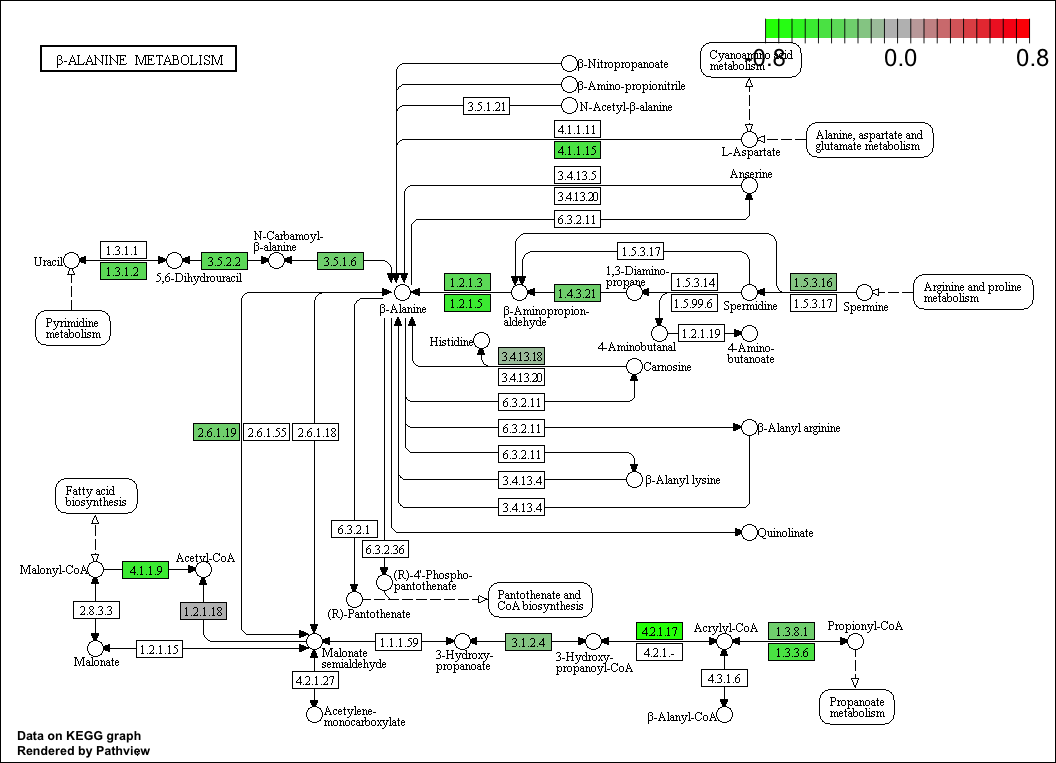 β-ALANINE METABOLISM
-0.8
0.0
0.8
Cyanoamino acid
metabolism
β-Nitropropanoate
β-Amino-propionitrile
3.5.1.21
N-Acetyl-β-alanine
4.1.1.11
4.1.1.15
L-Aspartate
Alanine, aspartate and
glutamate metabolism
3.4.13.5
3.4.13.20
Anserine
6.3.2.11
Uracil
1.3.1.1
1.3.1.2
5,6-Dihydrouracil
3.5.2.2
N-Carbamoyl-
β-alanine
3.5.1.6
Pyrimidine
metabolism
β-Alanine
1.2.1.3
1.2.1.5
β-Aminopropion-
aldehyde
1.4.3.21
1,3-Diamino-
propane
1.5.3.17
1.5.3.14
1.5.99.6
Spermidine
1.5.3.16
1.5.3.17
Spermine
Arginine and proline
metabolism
4-Aminobutanal
1.2.1.19
4-Amino-
butanoate
Histidine
3.4.13.18
3.4.13.20
Carnosine
6.3.2.11
6.3.2.11
β-Alanyl arginine
6.3.2.11
3.4.13.4
β-Alanyl lysine
3.4.13.4
2.6.1.19
2.6.1.55
2.6.1.18
6.3.2.1
6.3.2.36
Quinolinate
Fatty acid
biosynthesis
Malonyl-CoA
4.1.1.9
Acetyl-CoA
(R)-4'-Phospho-
pantothenate
(R)-Pantothenate
Pantothenate and
CoA biosynthesis
2.8.3.3
1.2.1.18
Malonate
1.2.1.15
Malonate
semialdehyde
1.1.1.59
3-Hydroxy-
propanoate
3.1.2.4
3-Hydroxy-
propanoyl-CoA
4.2.1.17
4.2.1.-
Acrylyl-CoA
1.3.8.1
1.3.3.6
Propionyl-CoA
4.2.1.27
Acetylene-
monocarboxylate
4.3.1.6
β-Alanyl-CoA
Propanoate
metabolism
Data on KEGG graph
Rendered by Pathview